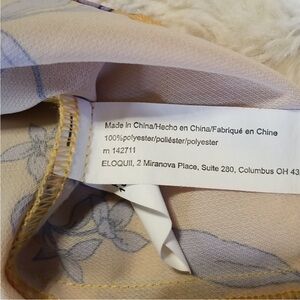 Made in China/Hecho en China/Fabriqué en Chine
100%polyester/poliéster/polyester
rn 142711
ELOQUII, 2 Miranova Place, Suite 280, Columbus OH 43